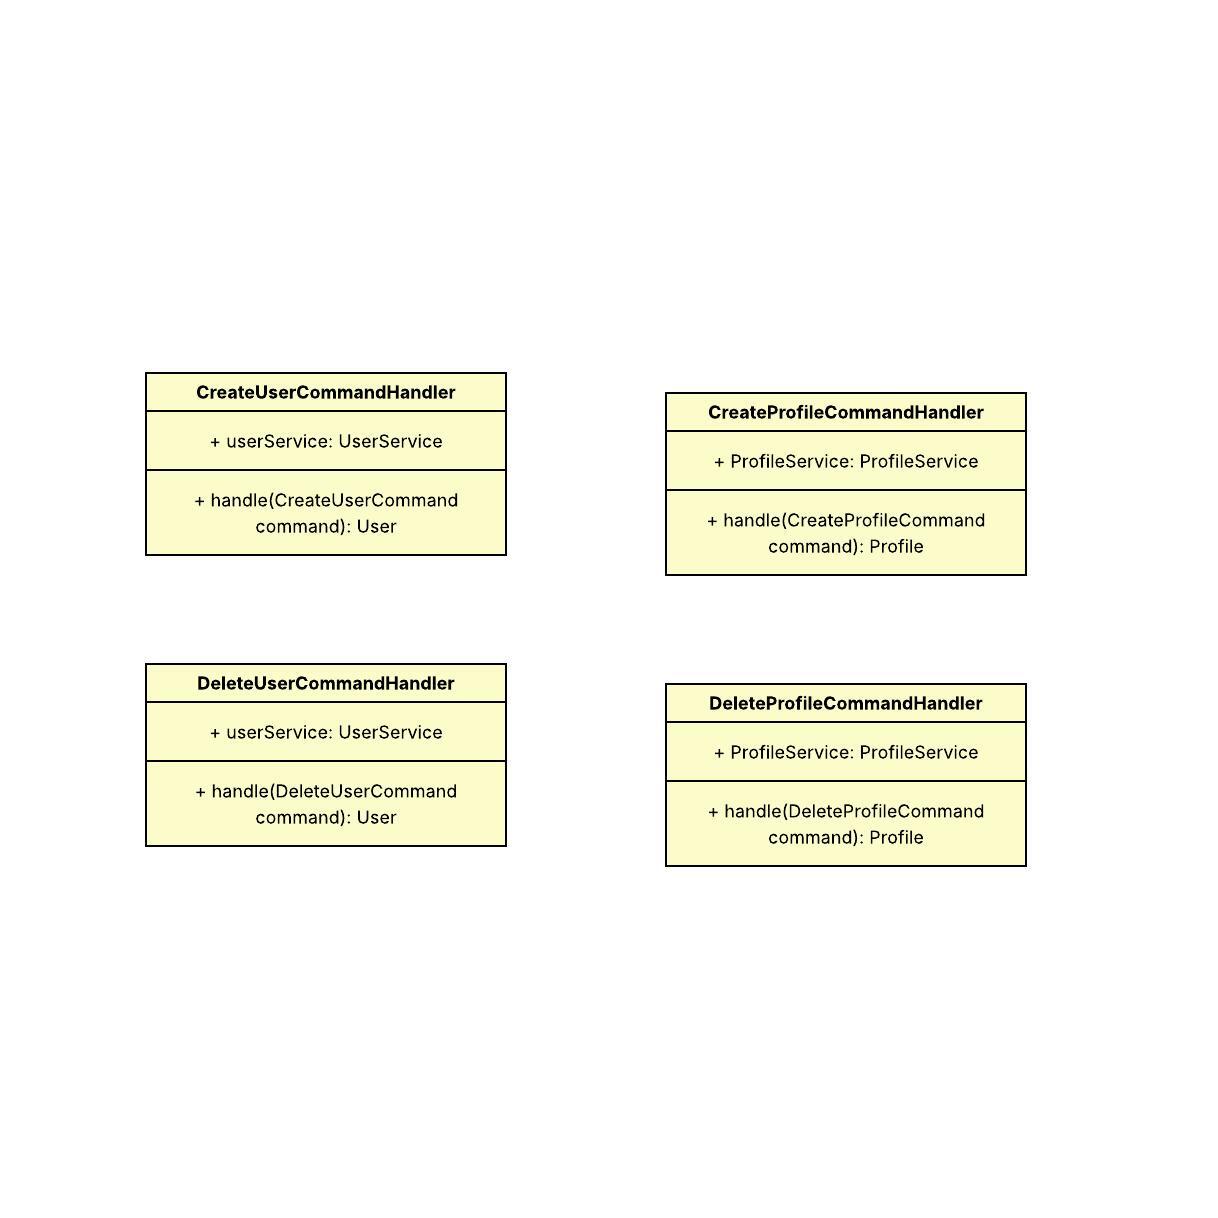 CreateUserCommandHandler
+ userService: UserService
+ handle(CreateUserCommand
command): User
CreateProfileCommandHandler
+ ProfileService: ProfileService
+ handle(CreateProfileCommand
command): Profile
DeleteUserCommandHandler
+ userService: UserService
+ handle(DeleteUserCommand
command): User
DeleteProfileCommandHandler
+ ProfileService: ProfileService
+ handle(DeleteProfileCommand
command): Profile